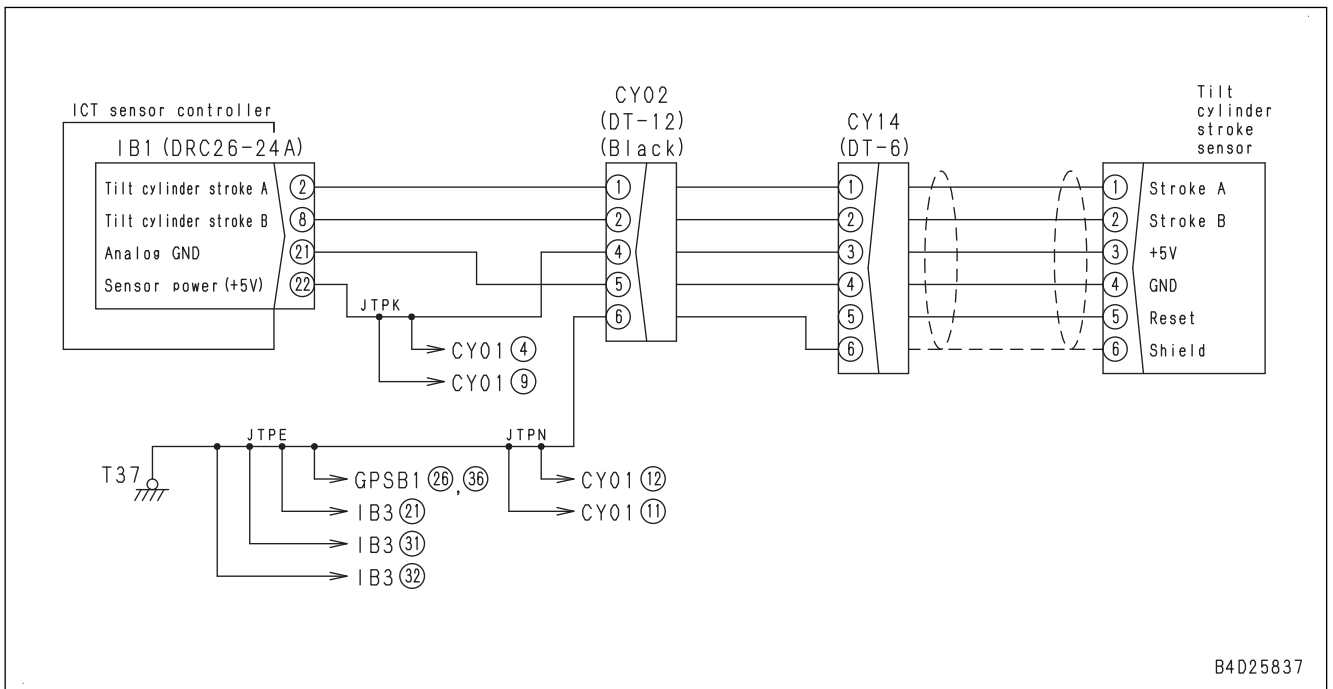 ICT sensor controller
IB1 (DRC26-24A)
Tilt cylinder stroke A ②
Tilt cylinder stroke B ⑧
Analog GND ㉑
Sensor power (+5V) ㉒
JTPK
CY01 ④
CY01 ⑨
CY02
(DT-12)
(Black)
①
②
④
⑤
⑥
CY14
(DT-6)
①
②
③
④
⑤
⑥
Tilt
cylinder
stroke
sensor
① Stroke A
② Stroke B
③ +5V
④ GND
⑤ Reset
⑥ Shield
JTPE
JTPN
T37
GPSB1 ㉖, ㊱
IB3 ㉑
IB3 ㉛
IB3 ㉜
CY01 ⑫
CY01 ⑪
B4D25837